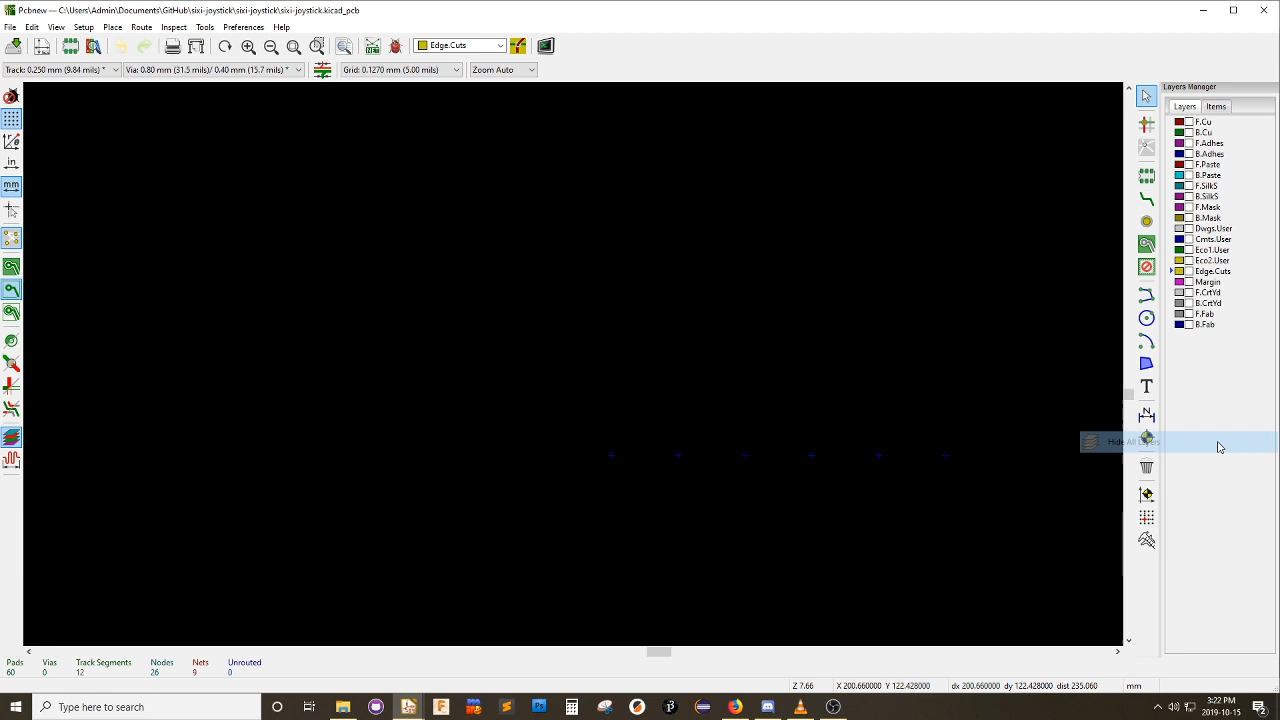 Pcbnew — C:\Users\Admin\Documents\GitHub\sixi-joystick\sixi-joystick\sixi-joystick.kicad_pcb
File Edit View Setup Place Route Inspect Tools Preferences Help
Edge.Cuts
Track: 0.250 mm (9.84 mils) * Via: 0.80 mm (31.5 mils)/ 0.40 mm (15.7 mils) * Grid: 0.1270 mm (5.00 mils) Zoom Auto
Layers Manager
Layers Items
F.Cu
B.Cu
F.Adhes
B.Adhes
F.Paste
B.Paste
F.SilkS
B.SilkS
F.Mask
B.Mask
Dwgs.User
Cmts.User
Eco1.User
Eco2.User
Edge.Cuts
Margin
F.CrtYd
B.CrtYd
F.Fab
B.Fab
in
mm
T
N
Hide All Layers
Pads Vias Track Segments Nodes Nets Unrouted
60 0 12 26 9 0
Z 7.66 X 200.660000 Y 122.428000 dx 200.660000 dy 122.428000 dist 235.060 mm
Type here to search
3:22 PM
2019-10-15